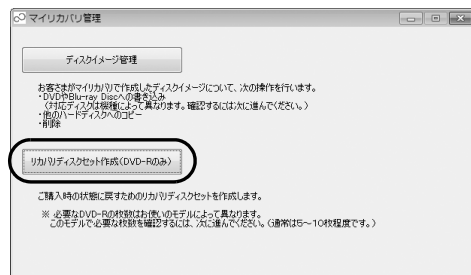 マイリカバリ管理
ディスクイメージ管理
お客さまがマイリカバリで作成したディスクイメージについて、次の操作を行います。
・DVDやBlu-ray Discへの書き込み
（対応ディスクは機種によって異なります。確認するには次に進んでください。）
・他のハードディスクへのコピー
・削除
リカバリディスクセット作成(DVD-Rのみ)
ご購入時の状態に戻すためのリカバリディスクセットを作成します。
※ 必要なDVD-Rの枚数はお使いのモデルによって異なります。
このモデルで必要な枚数を確認するには、次に進んでください。（通常は5～10枚程度です。）